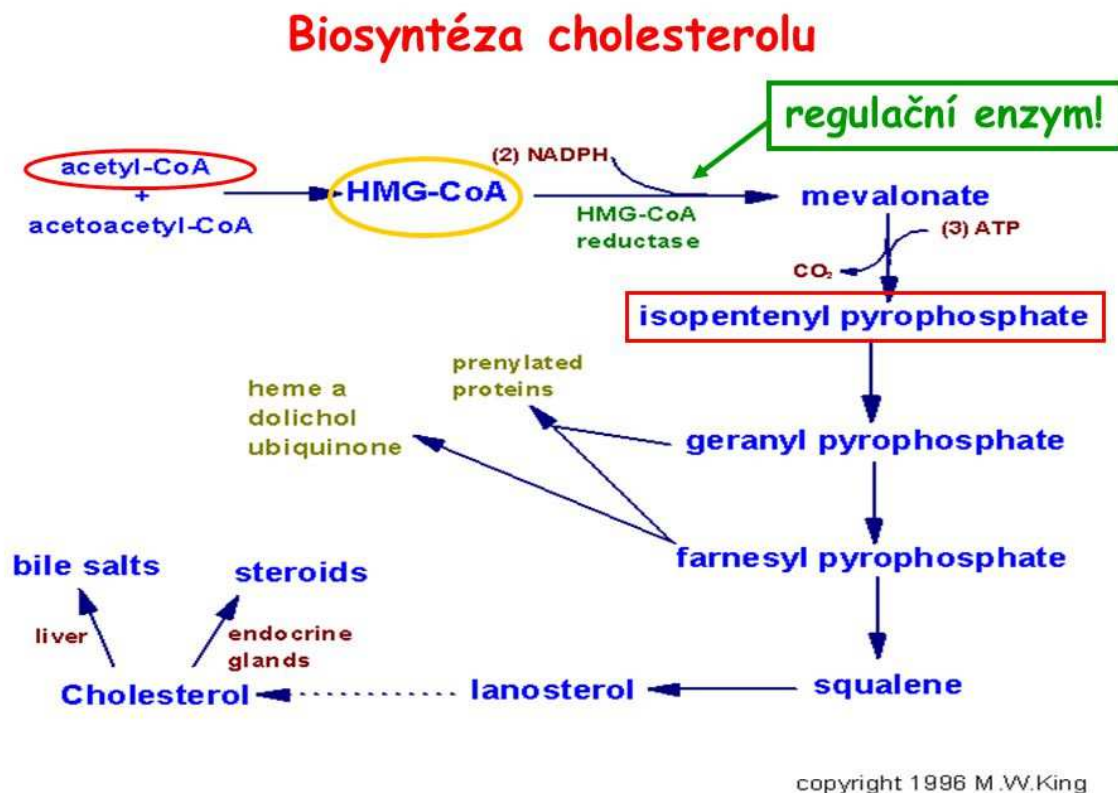 Biosyntéza cholesterolu
regulační enzym!
acetyl-CoA
+
acetoacetyl-CoA
HMG-CoA
(2) NADPH
HMG-CoA
reductase
mevalonate
(3) ATP
CO₂
isopentenyl pyrophosphate
prenylated
proteins
heme a
dolichol
ubiquinone
geranyl pyrophosphate
farnesyl pyrophosphate
bile salts
steroids
liver
endocrine
glands
Cholesterol
lanosterol
squalene
copyright 1996 M.W.King